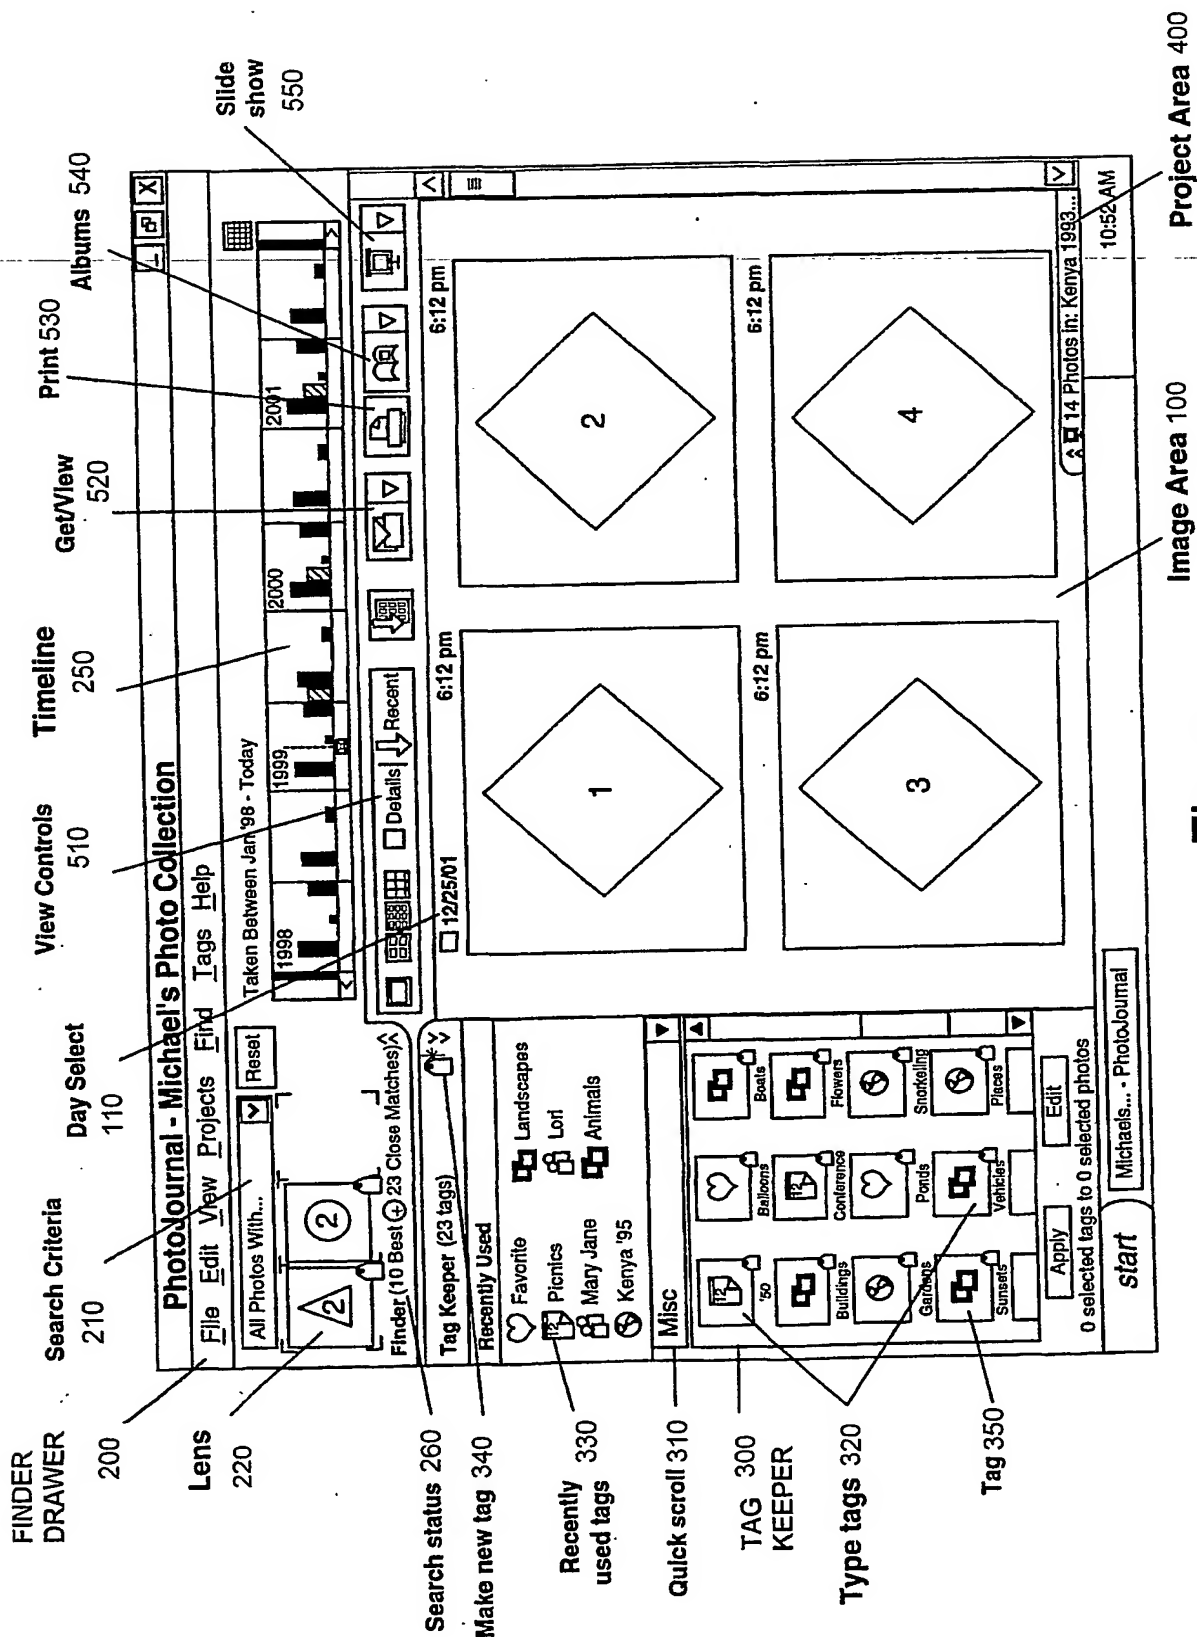 FINDER
DRAWER
200
Search Criteria
210
Day Select
110
View Controls
510
Timeline
250
Get/View
520
Print 530
Albums 540
Slide
show
550
Lens
220
PhotoJournal - Michael's Photo Collection
File Edit View Projects Find Tags Help
All Photos With...
Reset
Taken Between Jan '98 - Today
1998
1999
2000
2001
2
2
Finder (10 Best + 23 Close Matches)
Details
Recent
Search status 260
Make new tag 340
Tag Keeper (23 tags)
Recently Used
Favorite
Landscapes
12
Picnics
Lori
Mary Jane
Animals
Kenya '95
Recently
used tags
330
Quick scroll 310
Misc
TAG 300
KEEPER
12
'50
Balloons
Boats
Buildings
12
Conference
Flowers
Gardens
Ponds
Snorkeling
Sunsets
Vehicles
Places
Type tags 320
Tag 350
Apply
Edit
0 selected tags to 0 selected photos
12/25/01
6:12 pm
6:12 pm
1
2
6:12 pm
6:12 pm
3
4
14 Photos in: Kenya 1993...
start
Michaels... - PhotoJournal
10:52 AM
Image Area 100
Project Area 400